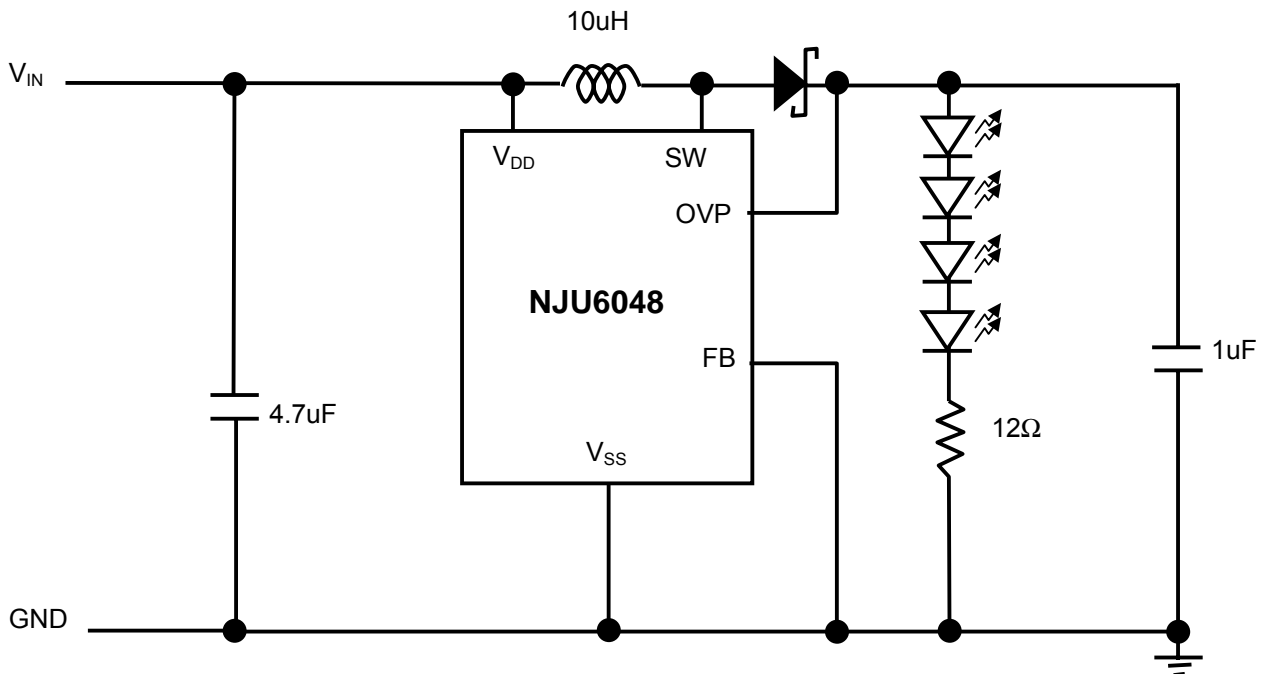 10uH
VIN
VDD
SW
OVP
NJU6048
FB
1uF
4.7uF
12Ω
VSS
GND